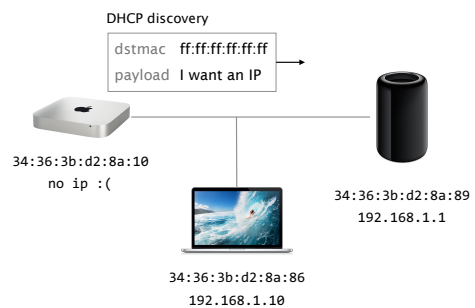 DHCP discovery
dstmac ff:ff:ff:ff:ff:ff
payload I want an IP
34:36:3b:d2:8a:10
no ip :(
34:36:3b:d2:8a:89
192.168.1.1
34:36:3b:d2:8a:86
192.168.1.10